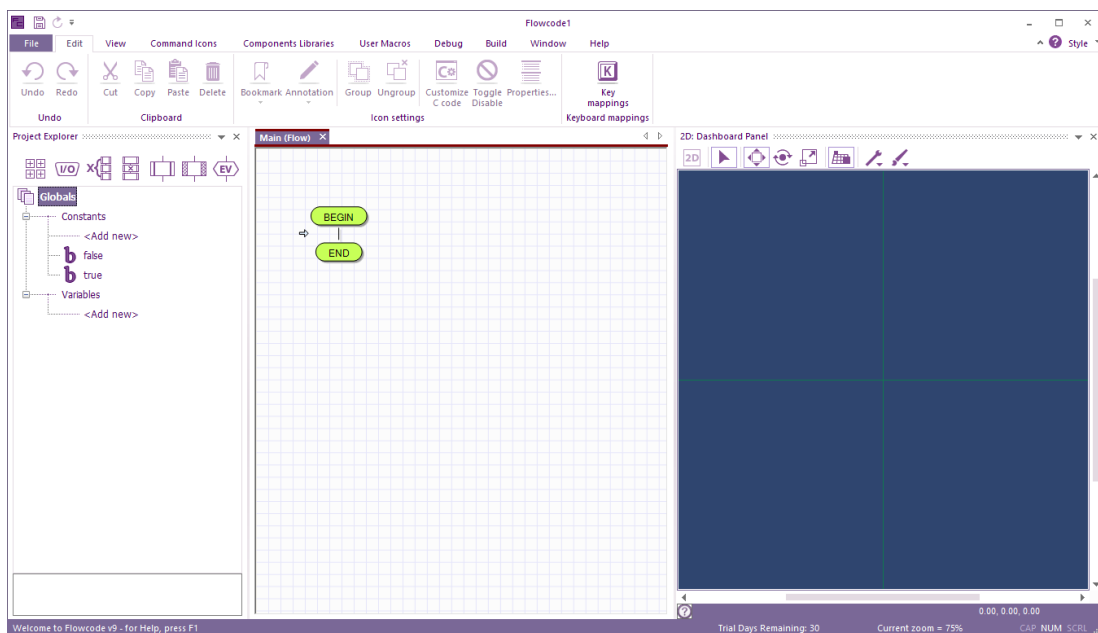 Flowcode1
File Edit View Command Icons Components Libraries User Macros Debug Build Window Help Style
Undo Redo Cut Copy Paste Delete Bookmark Annotation Group Ungroup Customize C code Toggle Disable Properties... Key mappings
Undo Clipboard Icon settings Keyboard mappings
Project Explorer
Main (Flow)
2D: Dashboard Panel
I/O
X
EV
2D
Globals
Constants
<Add new>
b false
b true
Variables
<Add new>
BEGIN
END
0.00, 0.00, 0.00
Welcome to Flowcode v9 - for Help, press F1
Trial Days Remaining: 30
Current zoom = 75%
CAP NUM SCRL